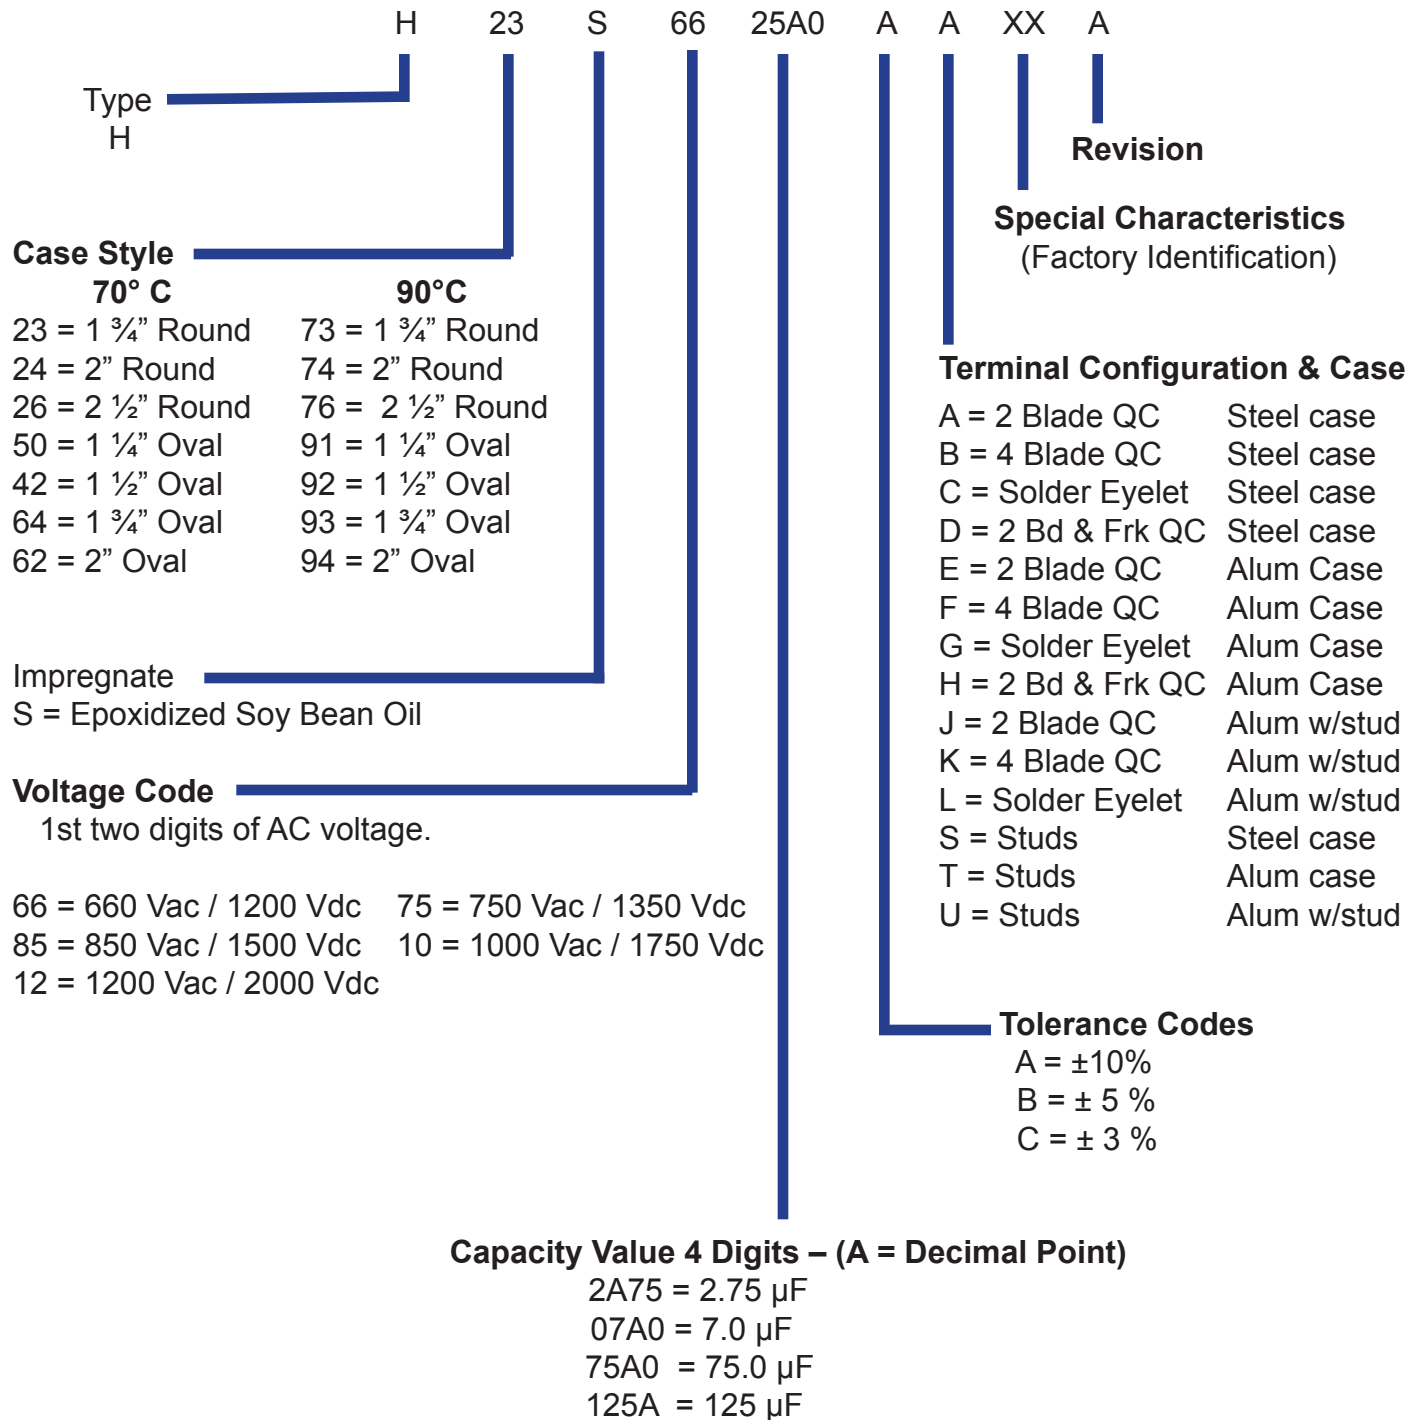 H 23 S 66 25A0 A A XX A
Type
H
Revision
Special Characteristics
(Factory Identification)
Case Style
70° C 90°C
23 = 1 ¾” Round 73 = 1 ¾” Round
24 = 2” Round 74 = 2” Round
26 = 2 ½” Round 76 = 2 ½” Round
50 = 1 ¼” Oval 91 = 1 ¼” Oval
42 = 1 ½” Oval 92 = 1 ½” Oval
64 = 1 ¾” Oval 93 = 1 ¾” Oval
62 = 2” Oval 94 = 2” Oval
Impregnate
S = Epoxidized Soy Bean Oil
Voltage Code
1st two digits of AC voltage.
66 = 660 Vac / 1200 Vdc 75 = 750 Vac / 1350 Vdc
85 = 850 Vac / 1500 Vdc 10 = 1000 Vac / 1750 Vdc
12 = 1200 Vac / 2000 Vdc
Terminal Configuration & Case
A = 2 Blade QC Steel case
B = 4 Blade QC Steel case
C = Solder Eyelet Steel case
D = 2 Bd & Frk QC Steel case
E = 2 Blade QC Alum Case
F = 4 Blade QC Alum Case
G = Solder Eyelet Alum Case
H = 2 Bd & Frk QC Alum Case
J = 2 Blade QC Alum w/stud
K = 4 Blade QC Alum w/stud
L = Solder Eyelet Alum w/stud
S = Studs Steel case
T = Studs Alum case
U = Studs Alum w/stud
Tolerance Codes
A = ±10%
B = ± 5 %
C = ± 3 %
Capacity Value 4 Digits – (A = Decimal Point)
2A75 = 2.75 µF
07A0 = 7.0 µF
75A0 = 75.0 µF
125A = 125 µF